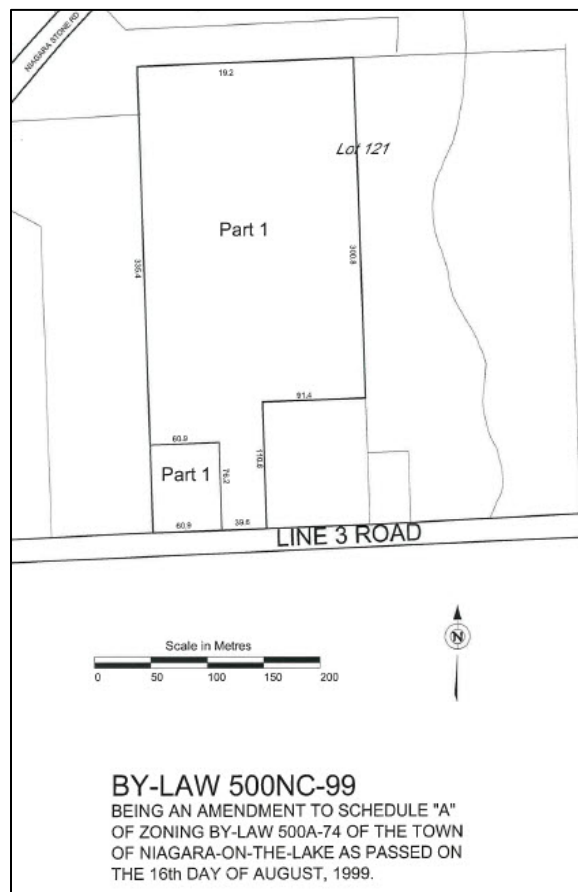 NIAGARA STONE RD
19.2
Lot 121
Part 1
335.4
300.8
91.4
60.9
110.6
76.2
Part 1
60.9
39.6
LINE 3 ROAD
Scale in Metres
N
0 50 100 150 200
BY-LAW 500NC-99
BEING AN AMENDMENT TO SCHEDULE "A"
OF ZONING BY-LAW 500A-74 OF THE TOWN
OF NIAGARA-ON-THE-LAKE AS PASSED ON
THE 16th DAY OF AUGUST, 1999.